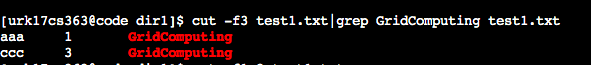 [urk17cs363@code dir1]$ cut -f3 test1.txt|grep GridComputing test1.txt
aaa     1       GridComputing
ccc     3       GridComputing